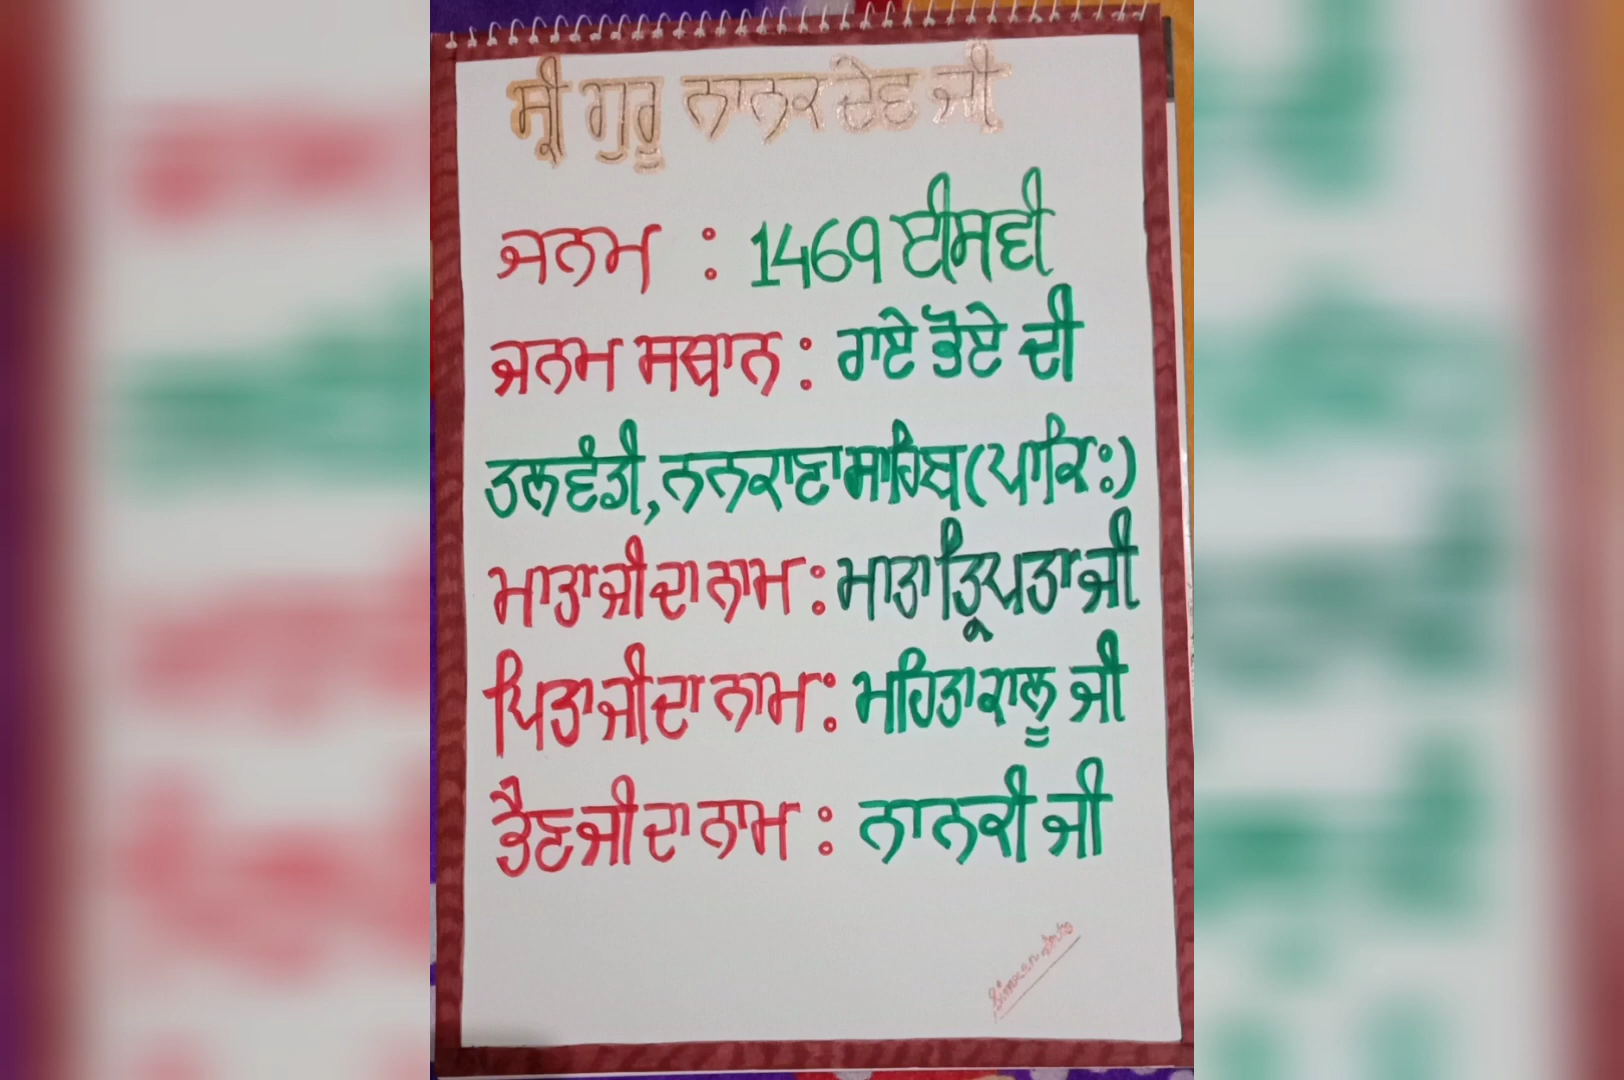 ਸ੍ਰੀ ਗੁਰੂ ਨਾਨਕ ਦੇਵ ਜੀ
ਜਨਮ : 1469 ਈਸਵੀ
ਜਨਮ ਸਥਾਨ : ਰਾਏ ਭੋਏ ਦੀ
ਤਲਵੰਡੀ, ਨਨਕਾਣਾ ਸਾਹਿਬ (ਪਾਕਿ:)
ਮਾਤਾ ਜੀ ਦਾ ਨਾਮ : ਮਾਤਾ ਤ੍ਰਿਪਤਾ ਜੀ
ਪਿਤਾ ਜੀ ਦਾ ਨਾਮ : ਮਹਿਤਾ ਕਾਲੂ ਜੀ
ਭੈਣ ਜੀ ਦਾ ਨਾਮ : ਨਾਨਕੀ ਜੀ